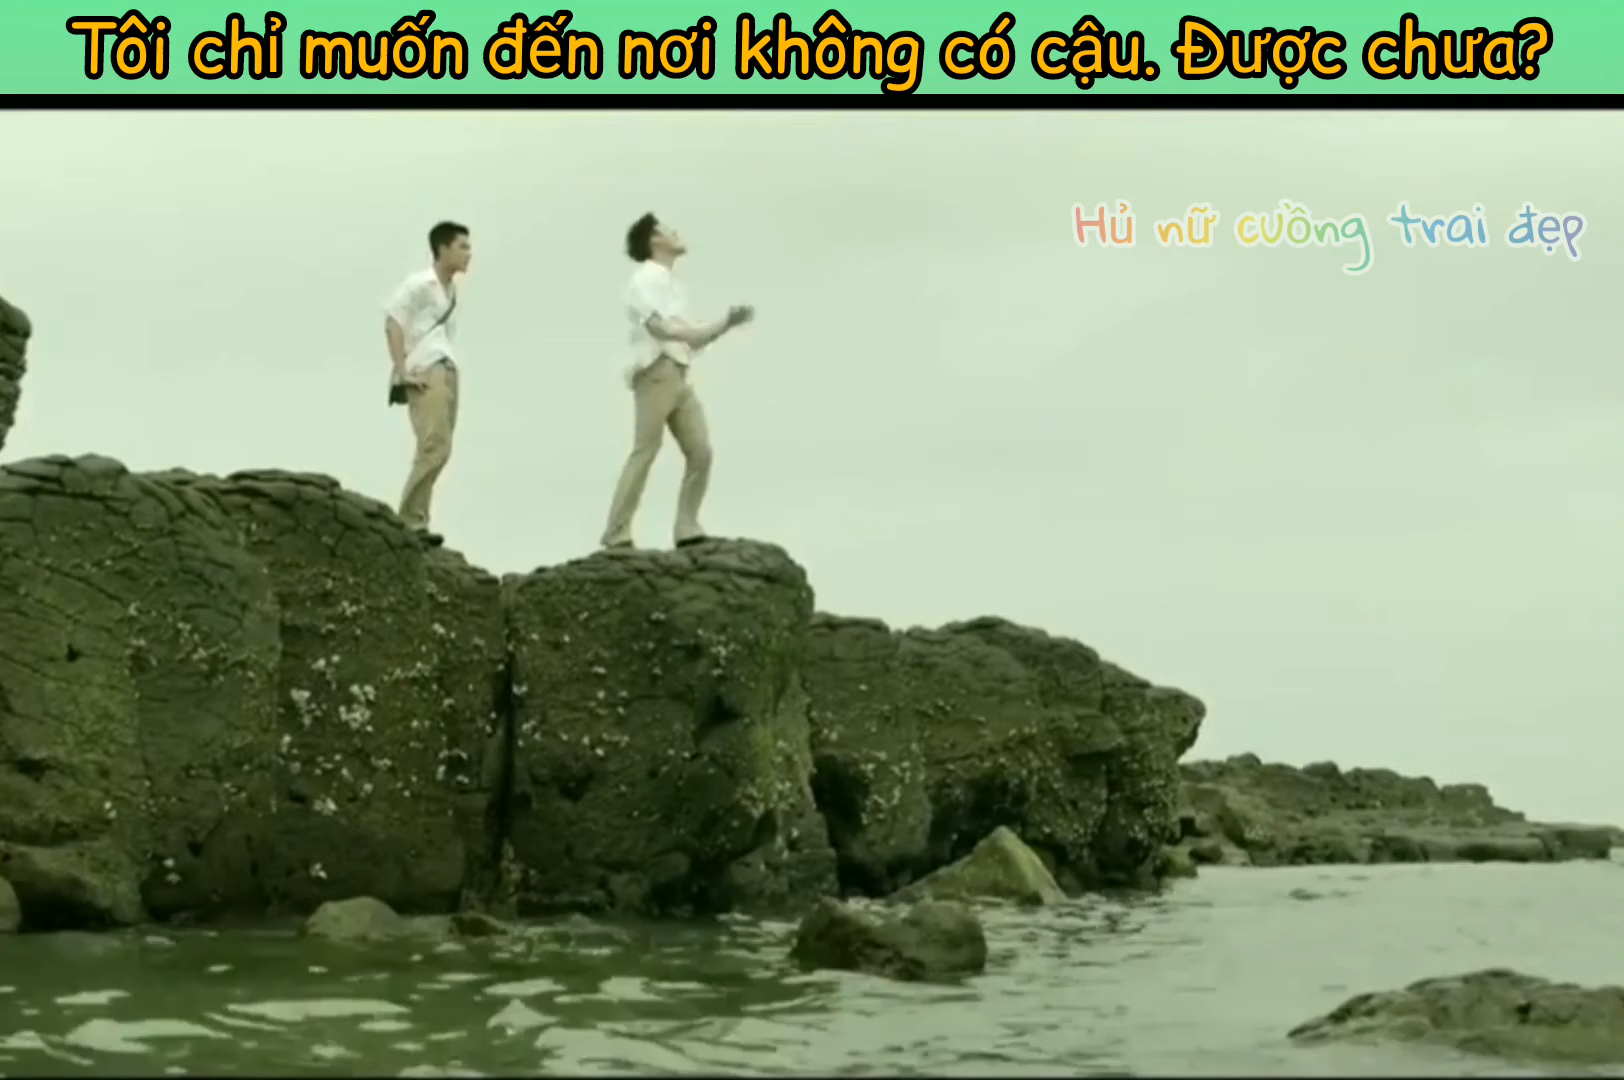 Tôi chỉ muốn đến nơi không có cậu. Được chưa?
Hủ nữ cuồng trai đẹp